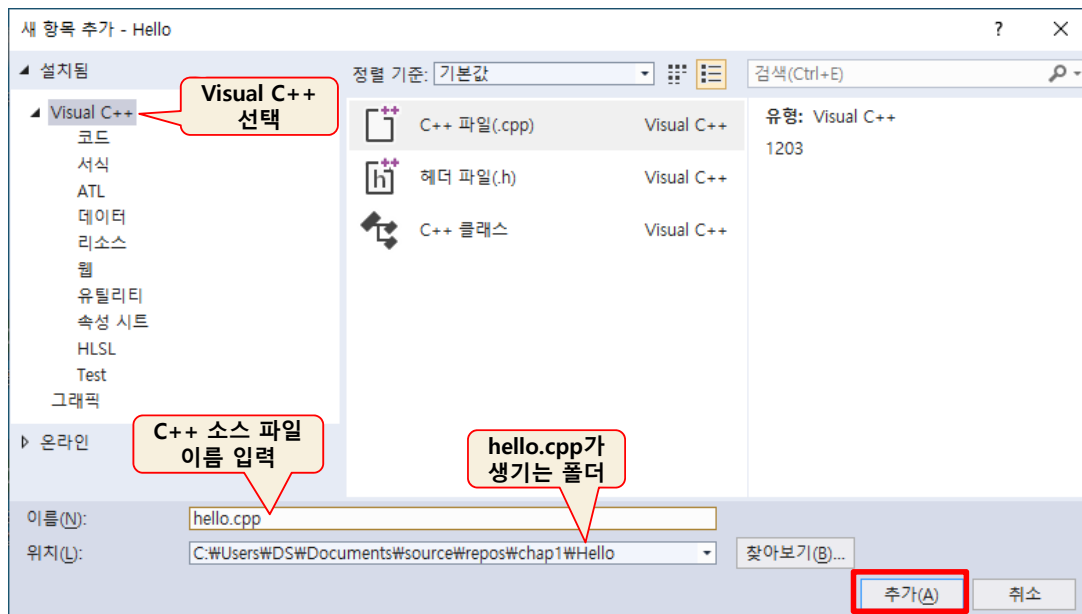 새 항목 추가 - Hello
?
설치됨
정렬 기준: 기본값
검색(Ctrl+E)
Visual C++
선택
Visual C++
코드
서식
ATL
데이터
리소스
웹
유틸리티
속성 시트
HLSL
Test
그래픽
온라인
C++ 파일(.cpp) Visual C++
헤더 파일(.h) Visual C++
C++ 클래스 Visual C++
유형: Visual C++
1203
C++ 소스 파일
이름 입력
hello.cpp가
생기는 폴더
이름(N): hello.cpp
위치(L): C:₩Users₩DS₩Documents₩source₩repos₩chap1₩Hello 찾아보기(B)...
추가(A) 취소